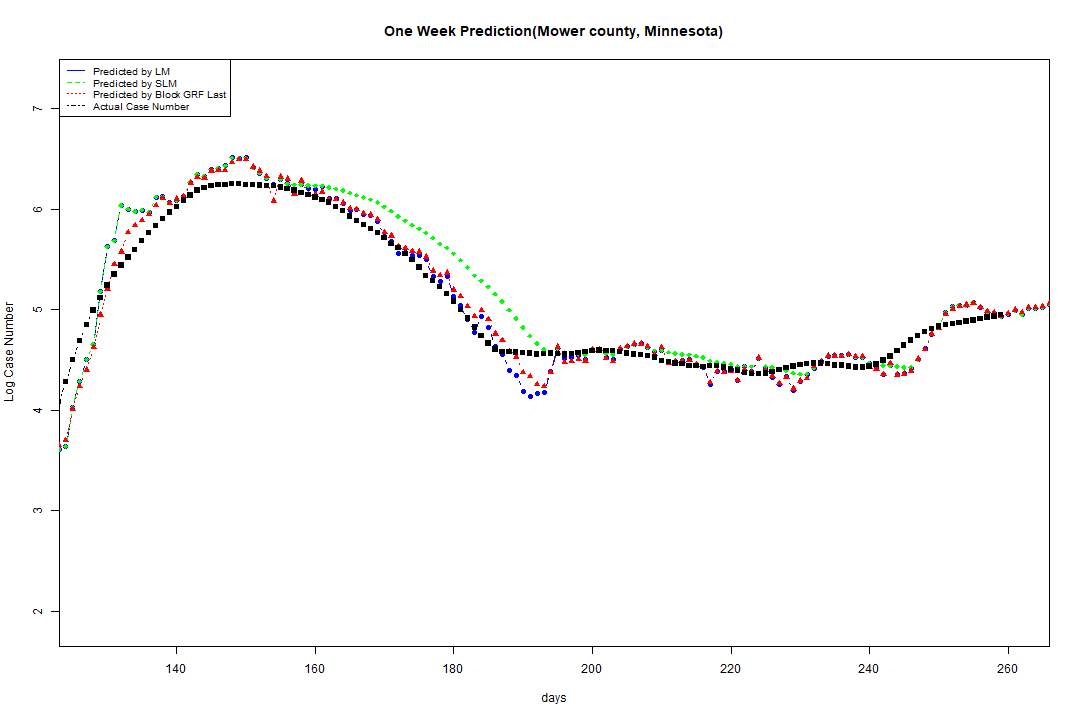 One Week Prediction(Mower county, Minnesota)
Predicted by LM
Predicted by SLM
Predicted by Block GRF Last
Actual Case Number
7
6
5
4
3
2
Log Case Number
140 160 180 200 220 240 260
days